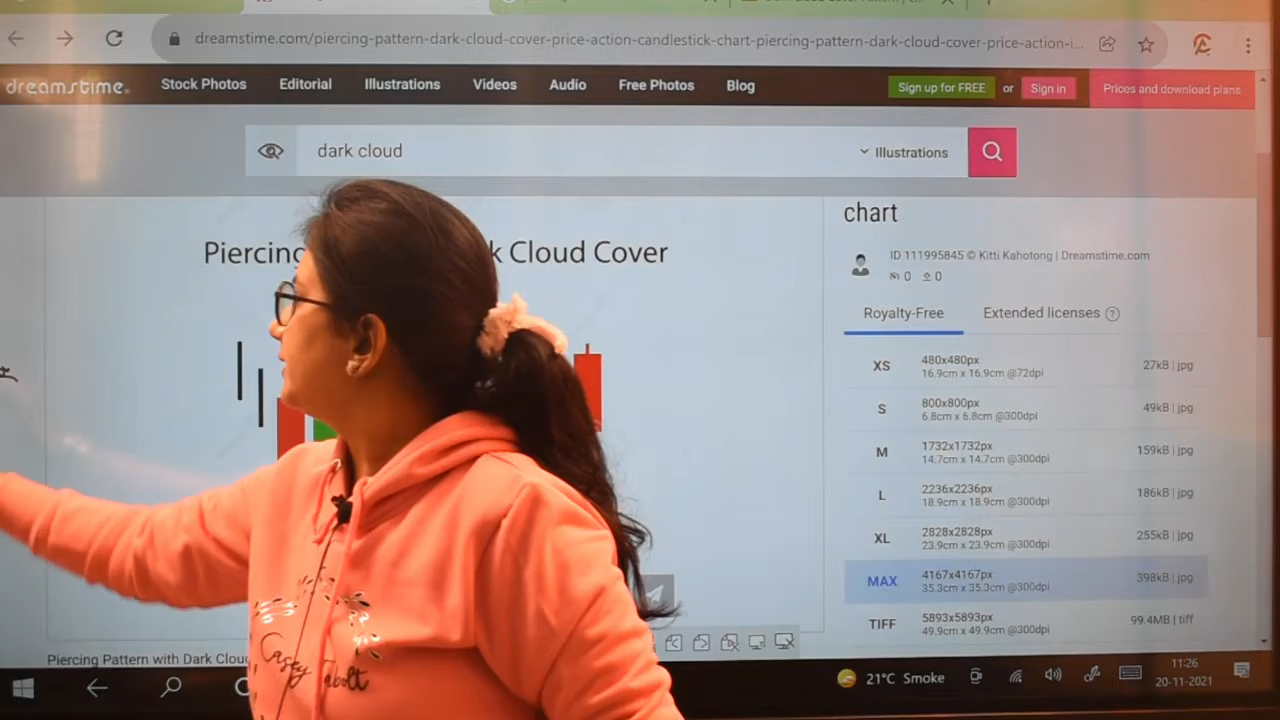 dreamstime.com/piercing-pattern-dark-cloud-cover-price-action-candlestick-chart-piercing-pattern-dark-cloud-cover-price-action-i...
dreamstime. Stock Photos Editorial Illustrations Videos Audio Free Photos Blog Sign up for FREE or Sign in Prices and download plans
dark cloud Illustrations
Piercing k Cloud Cover
chart
ID 111995845 © Kitti Kahotong | Dreamstime.com
0 0
Royalty-Free Extended licenses ?
XS 480x480px 27kB | jpg
16.9cm x 16.9cm @72dpi
S 800x800px 49kB | jpg
6.8cm x 6.8cm @300dpi
M 1732x1732px 159kB | jpg
14.7cm x 14.7cm @300dpi
L 2236x2236px 186kB | jpg
18.9cm x 18.9cm @300dpi
XL 2828x2828px 255kB | jpg
23.9cm x 23.9cm @300dpi
MAX 4167x4167px 398kB | jpg
35.3cm x 35.3cm @300dpi
TIFF 5893x5893px 99.4MB | tiff
49.9cm x 49.9cm @300dpi
Piercing Pattern with Dark Clou
Casey
21°C Smoke 11:26
20-11-2021